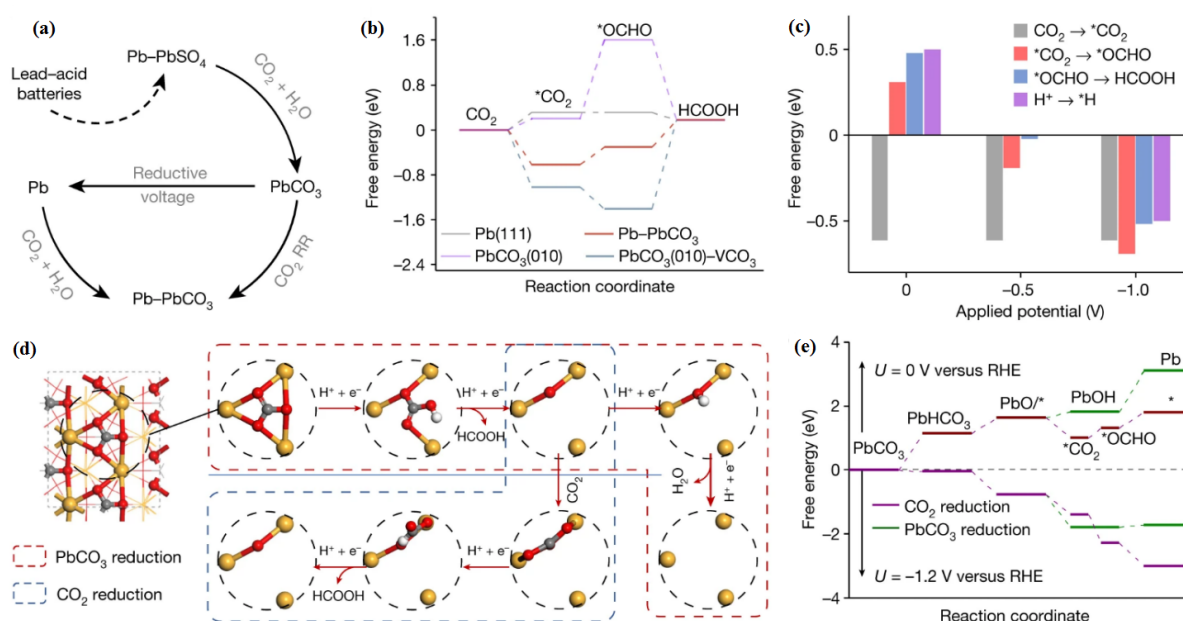 (a)
Pb–PbSO4
Lead–acid
batteries
CO2 + H2O
Pb
Reductive
voltage
PbCO3
CO2 + H2O
CO2 RR
Pb–PbCO3
(b)
Free energy (eV)
1.6
0.8
0
−0.8
−1.6
−2.4
CO2
*CO2
*OCHO
HCOOH
Pb(111)
Pb–PbCO3
PbCO3(010)
PbCO3(010)–VCO3
Reaction coordinate
(c)
Free energy (eV)
0.5
0
−0.5
CO2 → *CO2
*CO2 → *OCHO
*OCHO → HCOOH
H+ → *H
0
−0.5
−1.0
Applied potential (V)
(d)
H+ + e−
H+ + e−
HCOOH
H+ + e−
CO2
H2O
H+ + e−
H+ + e−
HCOOH
H+ + e−
PbCO3 reduction
CO2 reduction
(e)
Free energy (eV)
4
2
0
−2
−4
U = 0 V versus RHE
Pb
PbOH
PbO/*
*
PbHCO3
*OCHO
*CO2
PbCO3
CO2 reduction
PbCO3 reduction
U = −1.2 V versus RHE
Reaction coordinate